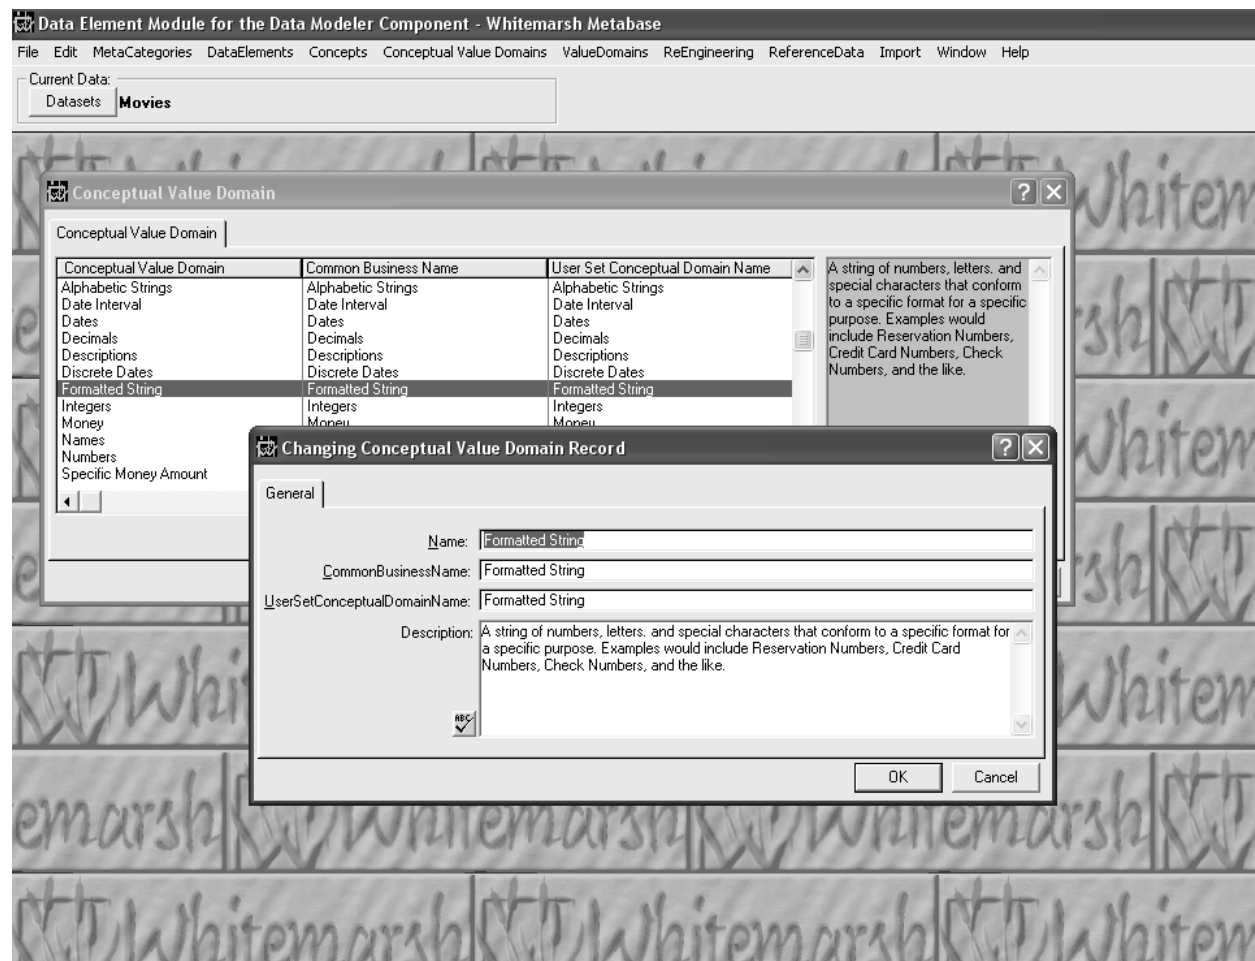 Data Element Module for the Data Modeler Component - Whitemarsh Metabase
File Edit MetaCategories DataElements Concepts Conceptual Value Domains ValueDomains ReEngineering ReferenceData Import Window Help
Current Data:
Datasets Movies
Conceptual Value Domain
Conceptual Value Domain
Conceptual Value Domain Common Business Name User Set Conceptual Domain Name
Alphabetic Strings Alphabetic Strings Alphabetic Strings
Date Interval Date Interval Date Interval
Dates Dates Dates
Decimals Decimals Decimals
Descriptions Descriptions Descriptions
Discrete Dates Discrete Dates Discrete Dates
Formatted String Formatted String Formatted String
Integers Integers Integers
Money Money Money
Names
Numbers
Specific Money Amount
A string of numbers, letters. and
special characters that conform
to a specific format for a specific
purpose. Examples would
include Reservation Numbers,
Credit Card Numbers, Check
Numbers, and the like.
Changing Conceptual Value Domain Record
General
Name: Formatted String
CommonBusinessName: Formatted String
UserSetConceptualDomainName: Formatted String
Description: A string of numbers, letters. and special characters that conform to a specific format for
a specific purpose. Examples would include Reservation Numbers, Credit Card
Numbers, Check Numbers, and the like.
ABC
OK Cancel
Whitemarsh Whitemarsh
Whitemarsh